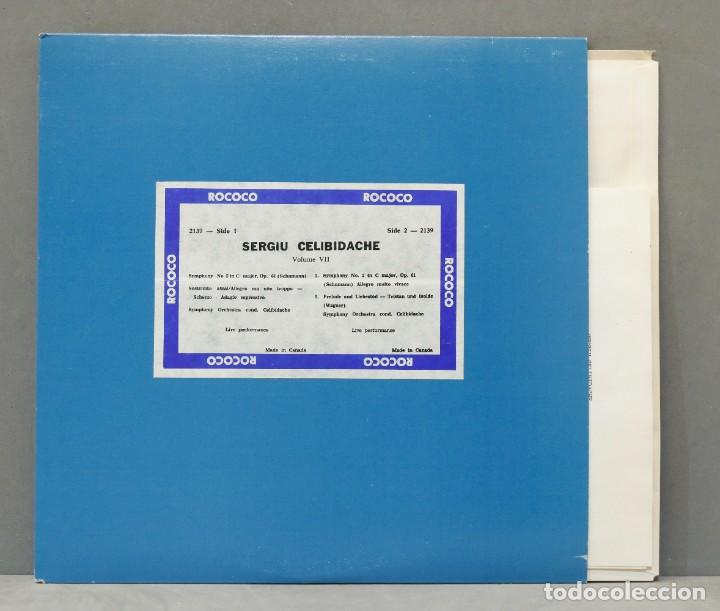 ROCOCO ROCOCO
2139 — Side 1 Side 2 — 2139
SERGIU CELIBIDACHE
Volume VII
Symphony No. 2 in C major, Op. 61 (Schumann)
Sostenuto assai/Allegro ma non troppo —
Scherzo - Adagio espressivo
Symphony Orchestra cond. Celibidache
Live performance
Made in Canada
1. Symphony No. 2 in C major, Op. 61
(Schumann) Allegro molto vivace
2. Prelude und Liebestod — Tristan und Isolde
(Wagner)
Symphony Orchestra cond. Celibidache
Live performance
Made in Canada
ROCOCO
ROCOCO
ROCOCO ROCOCO
todocoleccion